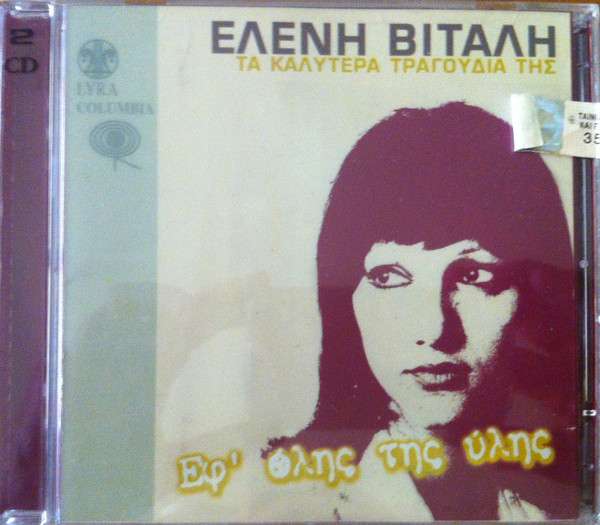 2
CD
LYRA
COLUMBIA
ΕΛΕΝΗ ΒΙΤΑΛΗ
ΤΑ ΚΑΛΥΤΕΡΑ ΤΡΑΓΟΥΔΙΑ ΤΗΣ
Εφ' όλης της ύλης